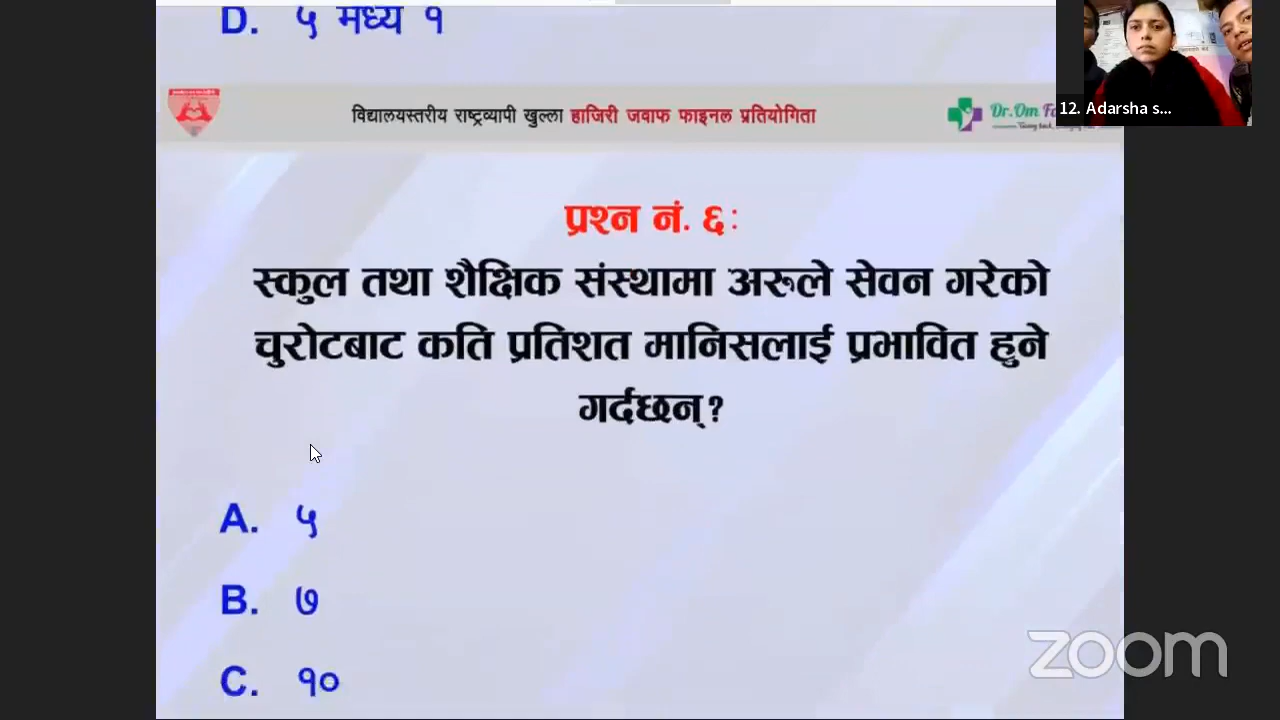 D. ५ मध्य १
विद्यालयस्तरीय राष्ट्रव्यापी खुल्ला हाजिरी जवाफ फाइनल प्रतियोगिता
Dr.Om Fo
12. Adarsha s...
प्रश्न नं. ६:
स्कुल तथा शैक्षिक संस्थामा अरूले सेवन गरेको
चुरोटबाट कति प्रतिशत मानिसलाई प्रभावित हुने
गर्दछन्?
A. ५
B. ७
C. १०
zoom